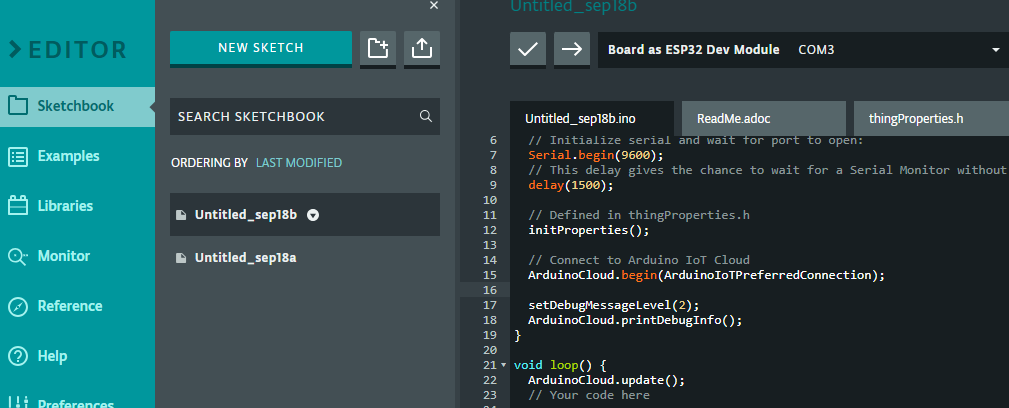 EDITOR
Sketchbook
Examples
Libraries
Monitor
Reference
Help
Preferences
NEW SKETCH
SEARCH SKETCHBOOK
ORDERING BY LAST MODIFIED
Untitled_sep18b
Untitled_sep18a
Untitled_sep18b
Board as ESP32 Dev Module COM3
Untitled_sep18b.ino ReadMe.adoc thingProperties.h
6 // Initialize serial and wait for port to open:
7 Serial.begin(9600);
8 // This delay gives the chance to wait for a Serial Monitor without
9 delay(1500);
10
11 // Defined in thingProperties.h
12 initProperties();
13
14 // Connect to Arduino IoT Cloud
15 ArduinoCloud.begin(ArduinoIoTPreferredConnection);
16
17 setDebugMessageLevel(2);
18 ArduinoCloud.printDebugInfo();
19 }
20
21 void loop() {
22 ArduinoCloud.update();
23 // Your code here